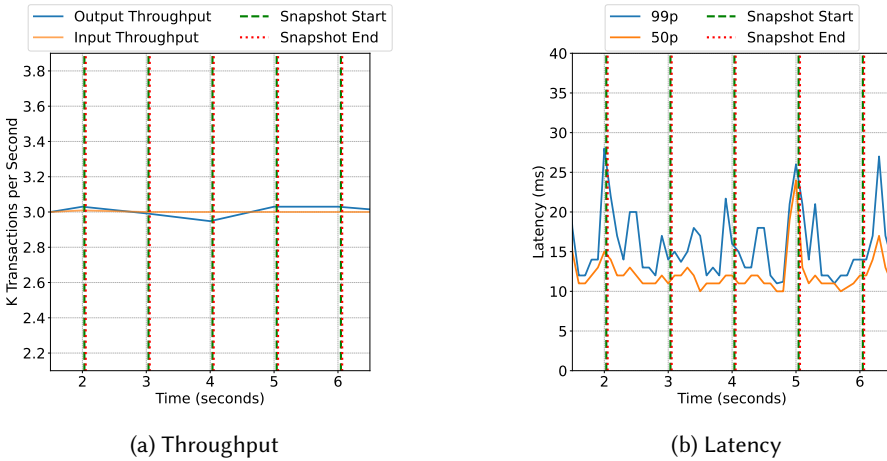 Output Throughput
Input Throughput
Snapshot Start
Snapshot End
K Transactions per Second
3.8
3.6
3.4
3.2
3.0
2.8
2.6
2.4
2.2
2 3 4 5 6
Time (seconds)
(a) Throughput
99p
50p
Snapshot Start
Snapshot End
Latency (ms)
40
35
30
25
20
15
10
5
0
2 3 4 5 6
Time (seconds)
(b) Latency